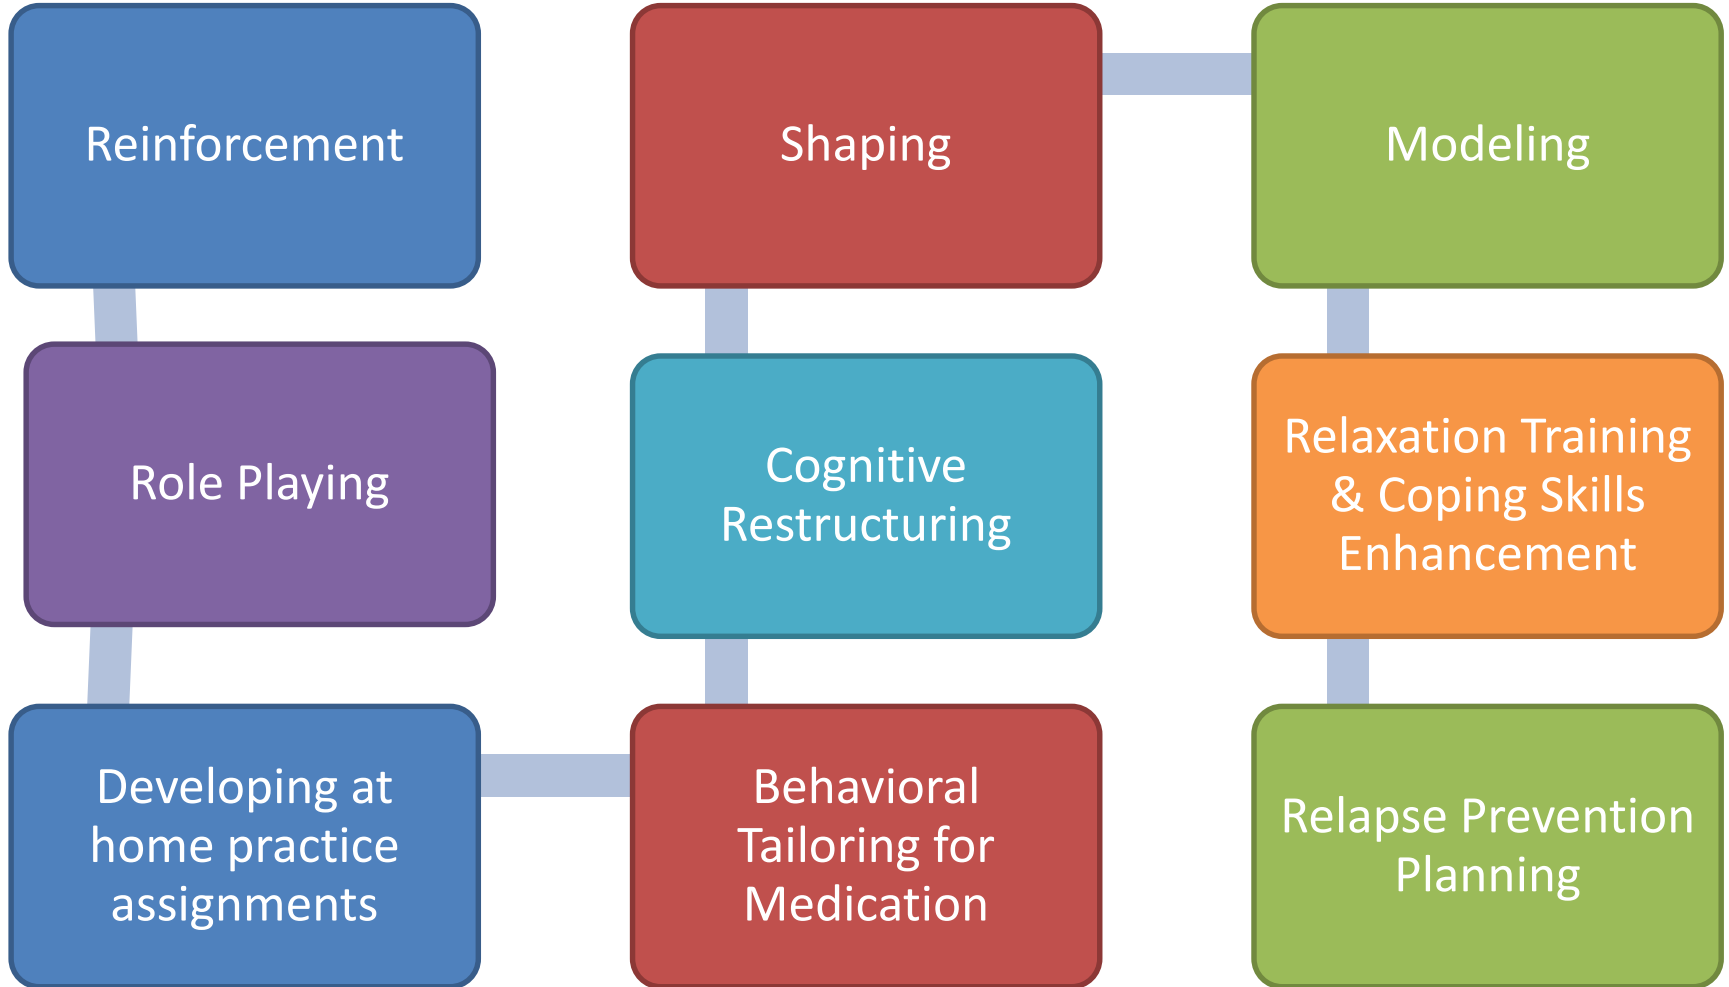 Reinforcement
Role Playing
Developing at
home practice
assignments
Behavioral
Tailoring for
Medication
Cognitive
Restructuring
Shaping
Modeling
Relaxation Training
& Coping Skills
Enhancement
Relapse Prevention
Planning